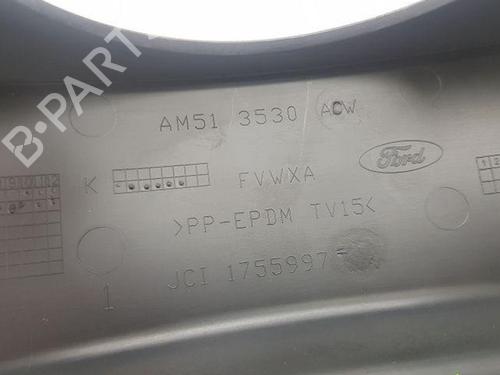 B-PARTS
AM51 3530 ACW
K FVWXA
Ford
>PP-EPDM TV15<
JCI 1755997
1